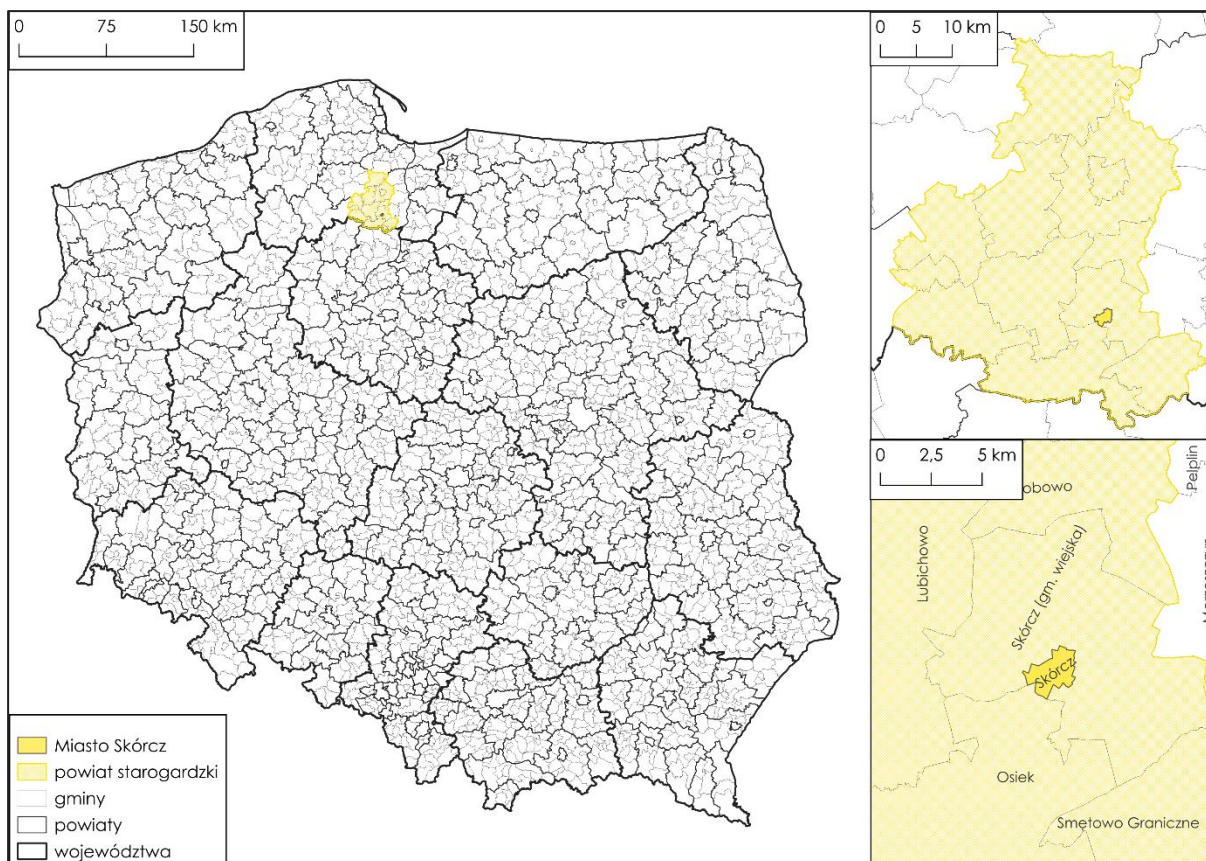 0 75 150 km
Miasto Skórcz
powiat starogardzki
gminy
powiaty
województwa
0 5 10 km
0 2,5 5 km
obowo
Pelplin
Lubichowo
Skórcz (gm. wiejska)
Skórcz
Osiek
Smętowo Graniczne